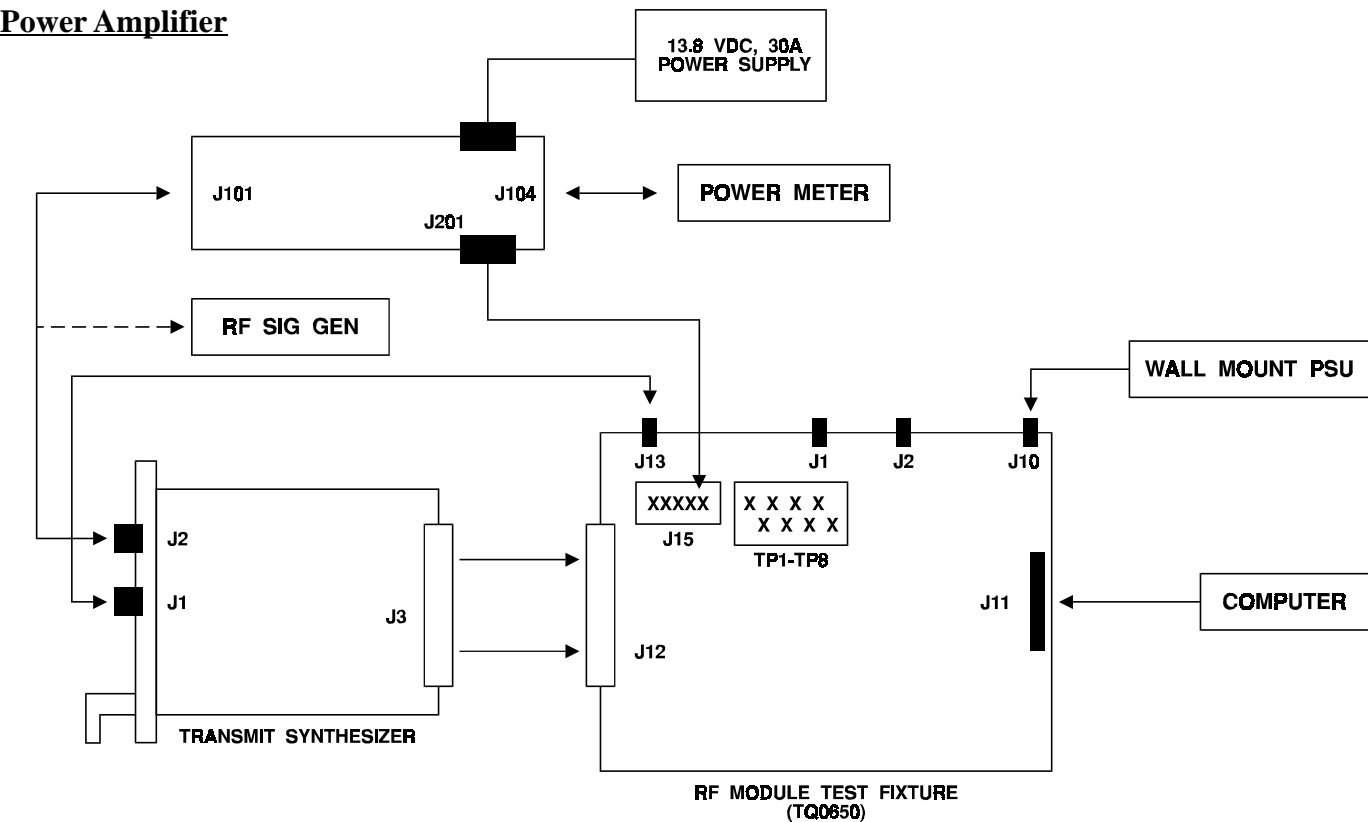 Power Amplifier
13.8 VDC, 30A
POWER SUPPLY
J101
J104
POWER METER
J201
RF SIG GEN
WALL MOUNT PSU
J13
J1
J2
J10
XXXXX
X X X X
X X X X
J15
TP1-TP8
J2
J1
J3
J11
COMPUTER
J12
TRANSMIT SYNTHESIZER
RF MODULE TEST FIXTURE
(TQ0650)